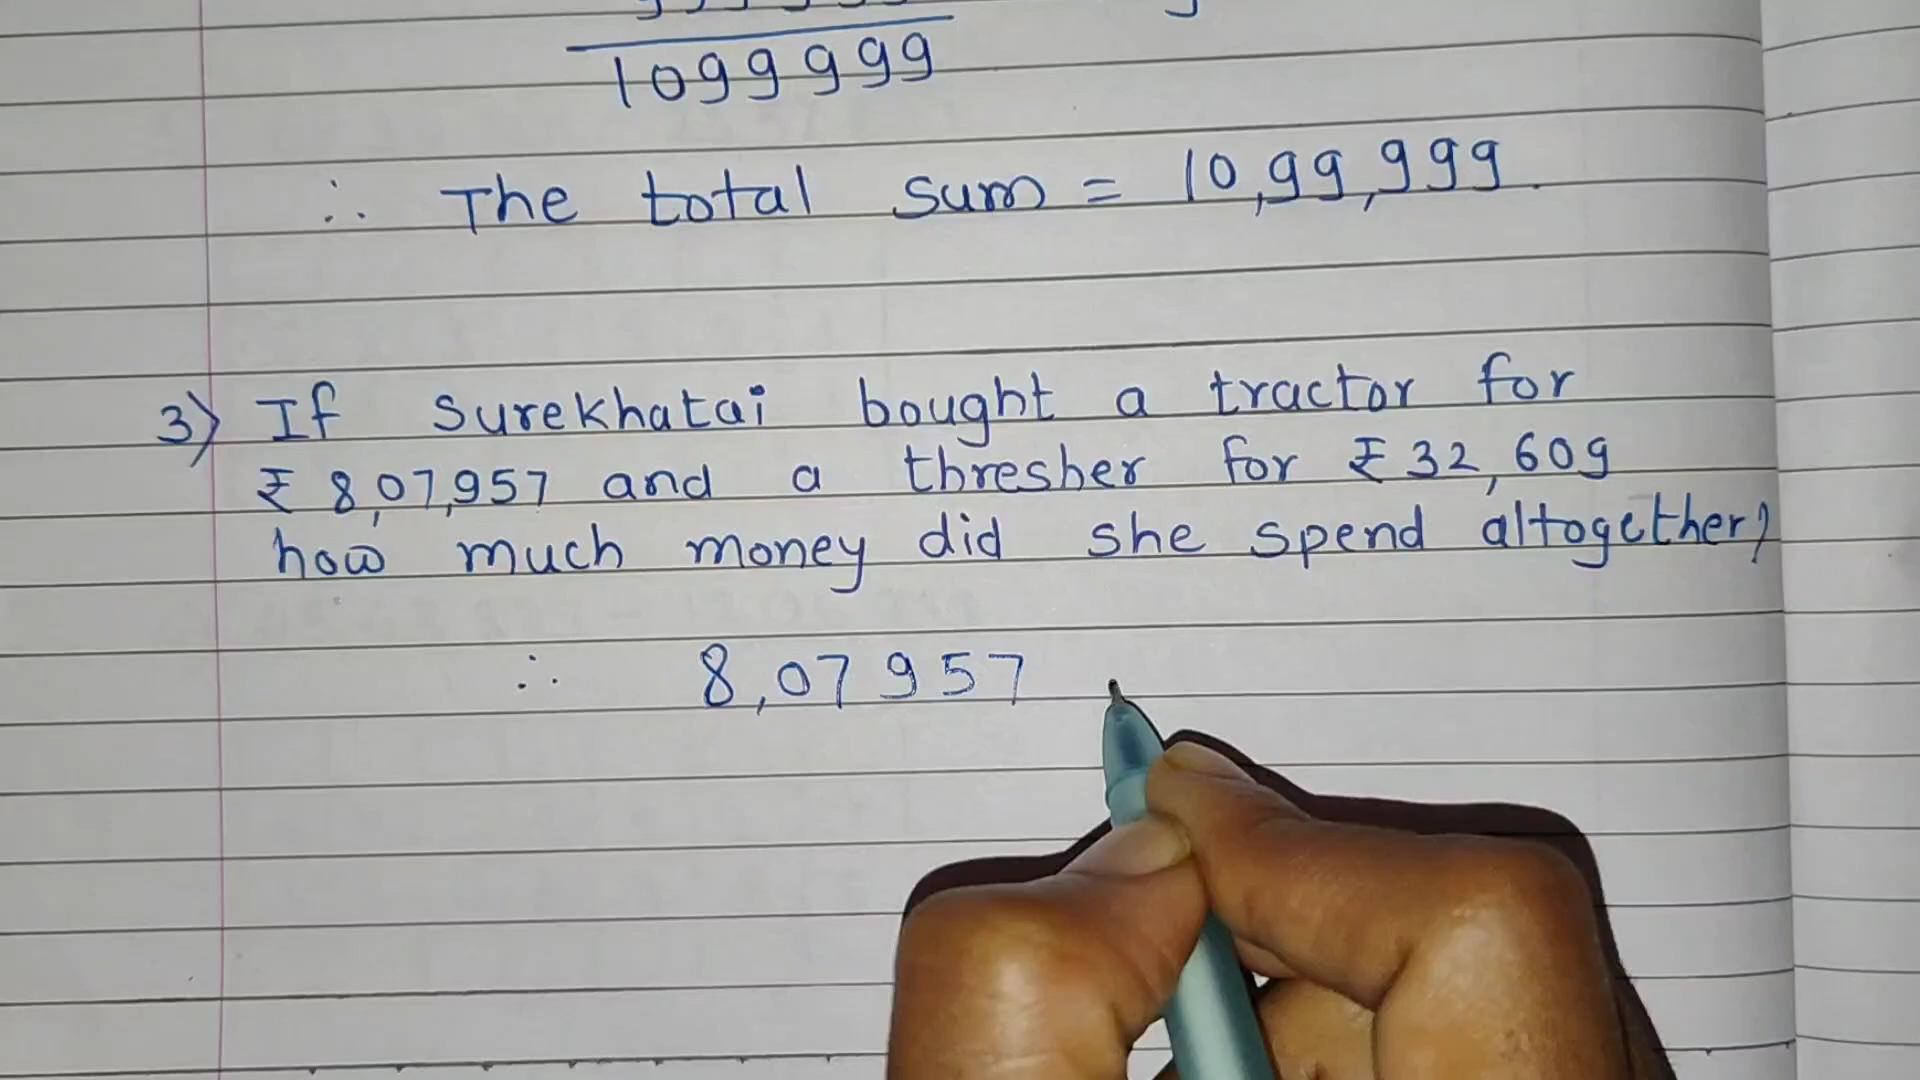 1099999
∴ The total sum = 10,99,999.
3) If surekhatai bought a tractor for
₹ 8,07,957 and a thresher for ₹ 32,609
how much money did she spend altogether?
∴ 8,07957